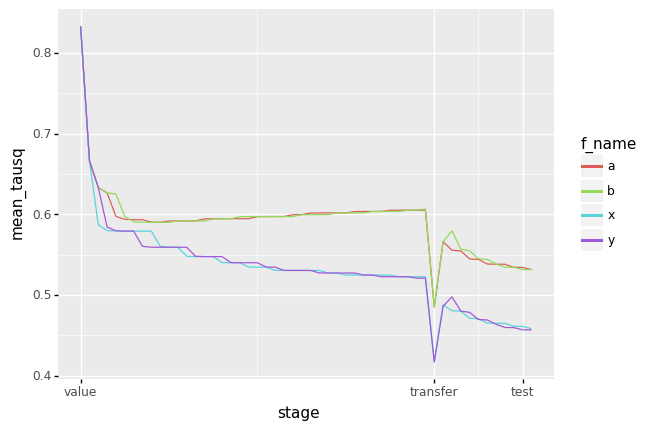 0.8
0.7
0.6
0.5
0.4
mean_tausq
value
transfer
test
stage
f_name
a
b
x
y